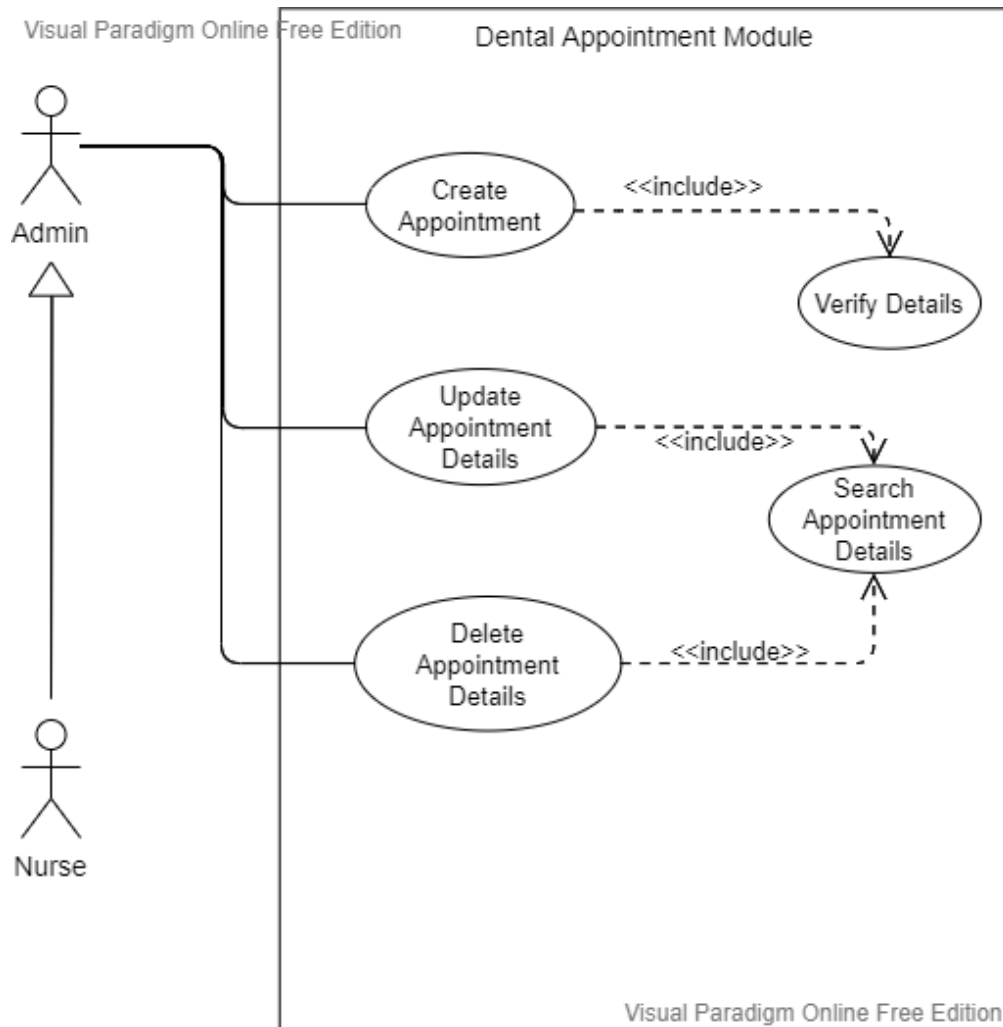 Visual Paradigm Online Free Edition
Dental Appointment Module
Admin
Create
Appointment
<<include>>
Verify Details
Update
Appointment
Details
<<include>>
Search
Appointment
Details
Delete
Appointment
Details
<<include>>
Nurse
Visual Paradigm Online Free Edition